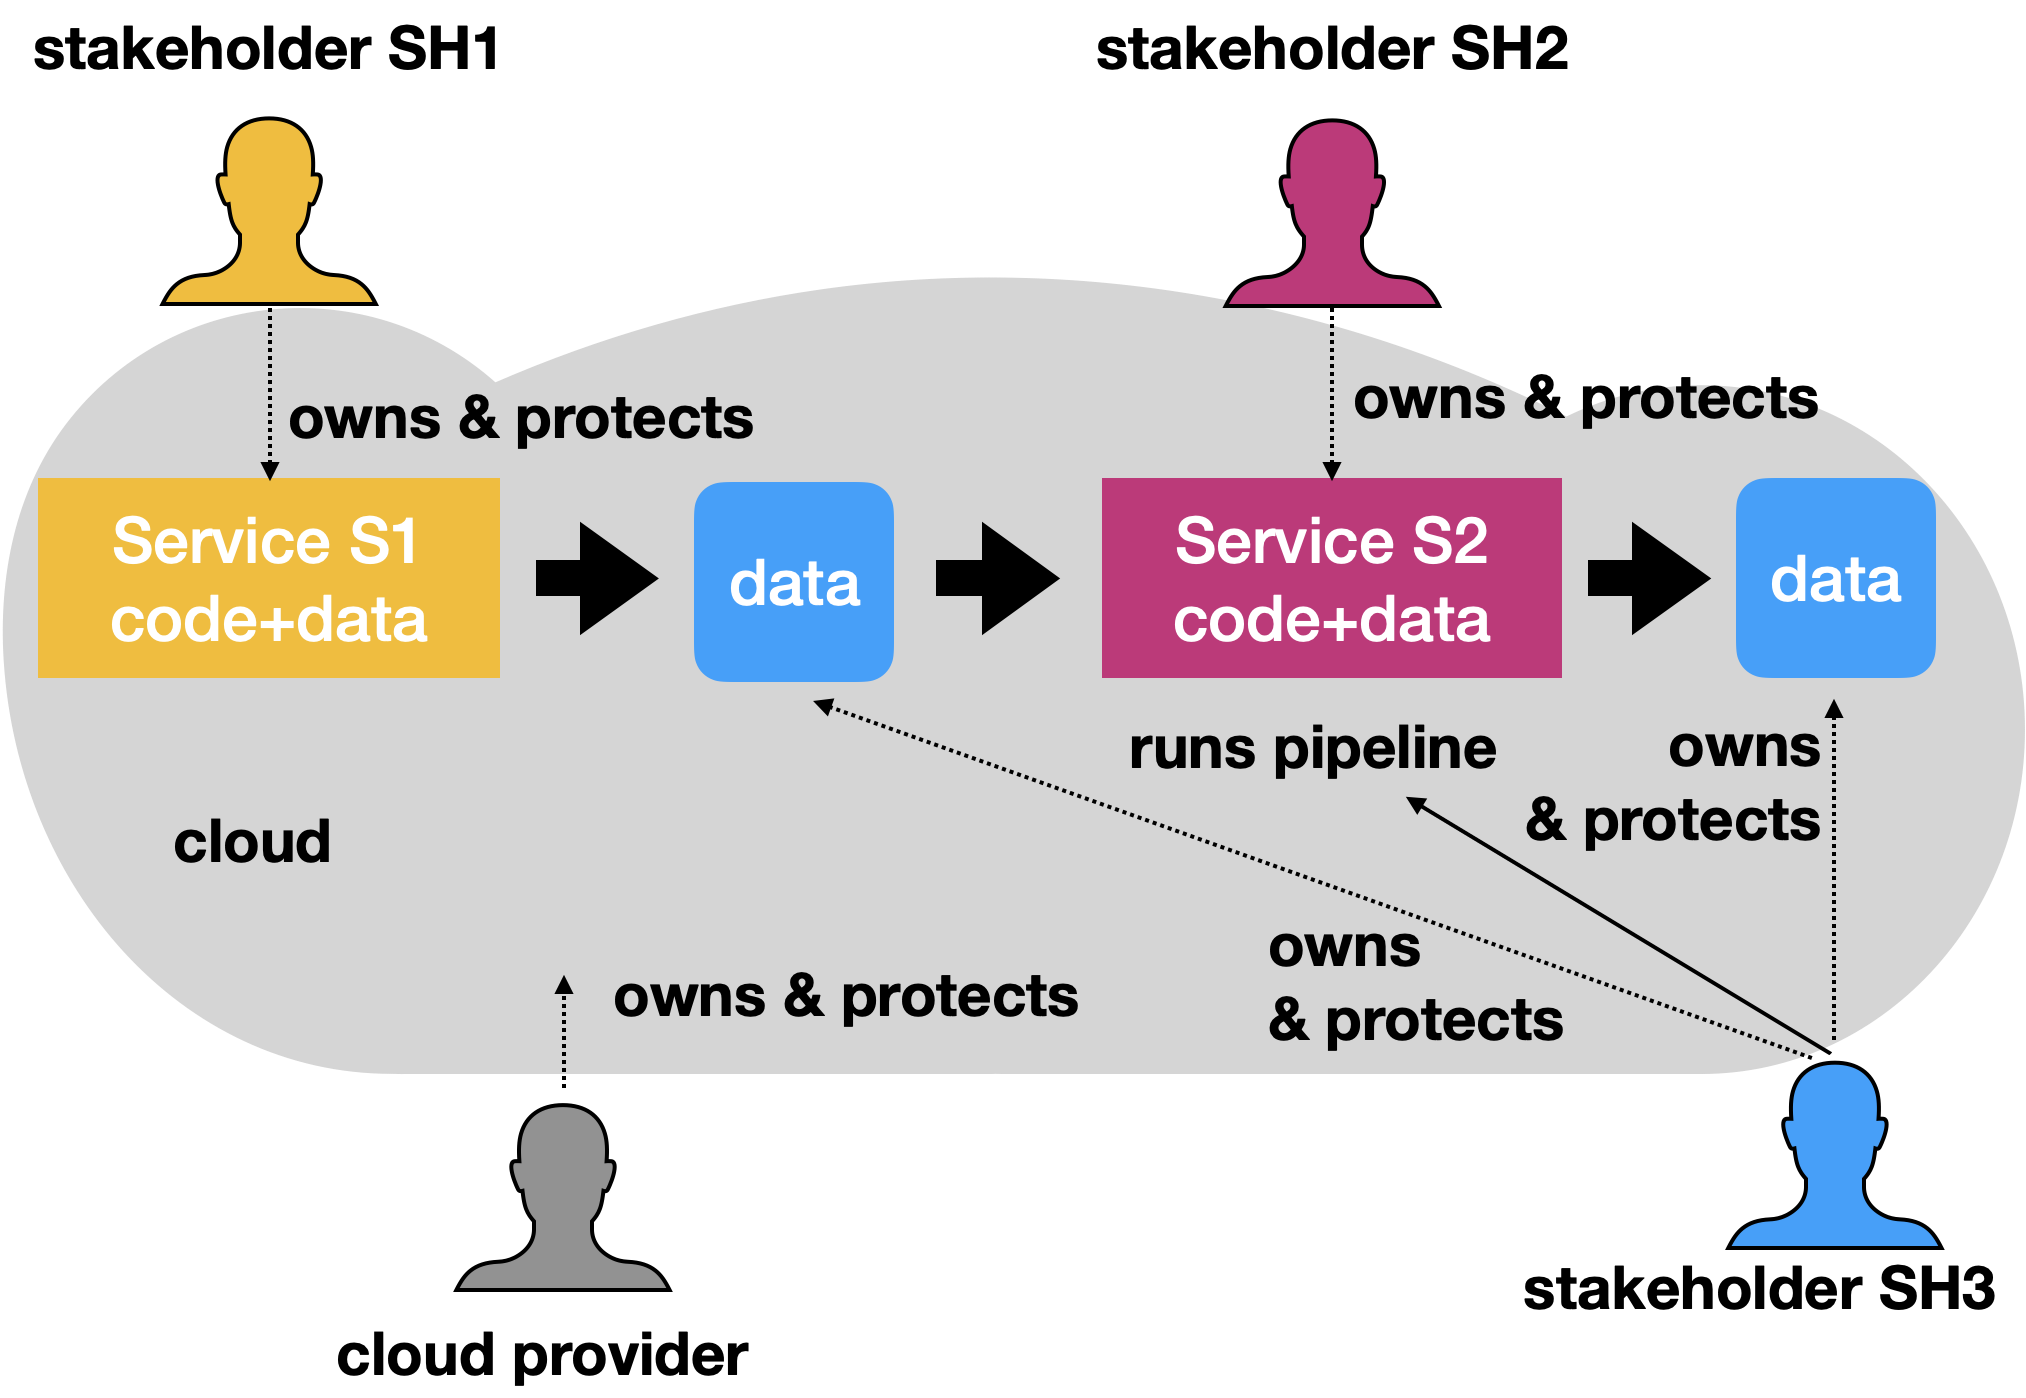 stakeholder SH1
stakeholder SH2
owns & protects
owns & protects
Service S1
code+data
data
Service S2
code+data
data
runs pipeline
owns
& protects
cloud
owns
& protects
owns & protects
stakeholder SH3
cloud provider